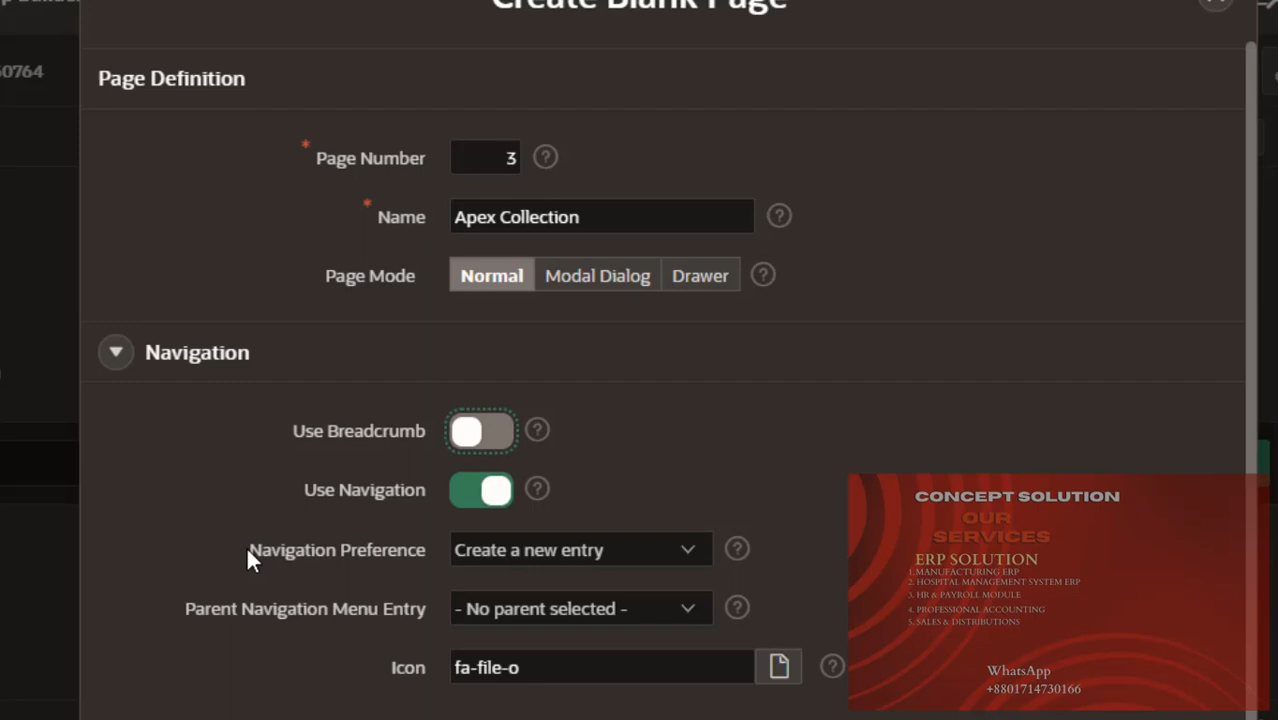 Create Blank Page
60764
Page Definition
* Page Number 3 ?
* Name Apex Collection ?
Page Mode Normal Modal Dialog Drawer ?
Navigation
Use Breadcrumb ?
Use Navigation ?
Navigation Preference Create a new entry ?
Parent Navigation Menu Entry - No parent selected - ?
Icon fa-file-o ?
CONCEPT SOLUTION
OUR
SERVICES
ERP SOLUTION
1. MANUFACTURING ERP
2. HOSPITAL MANAGEMENT SYSTEM ERP
3. HR & PAYROLL MODULE
4. PROFESSIONAL ACCOUNTING
5. SALES & DISTRIBUTIONS
WhatsApp
+8801714730166